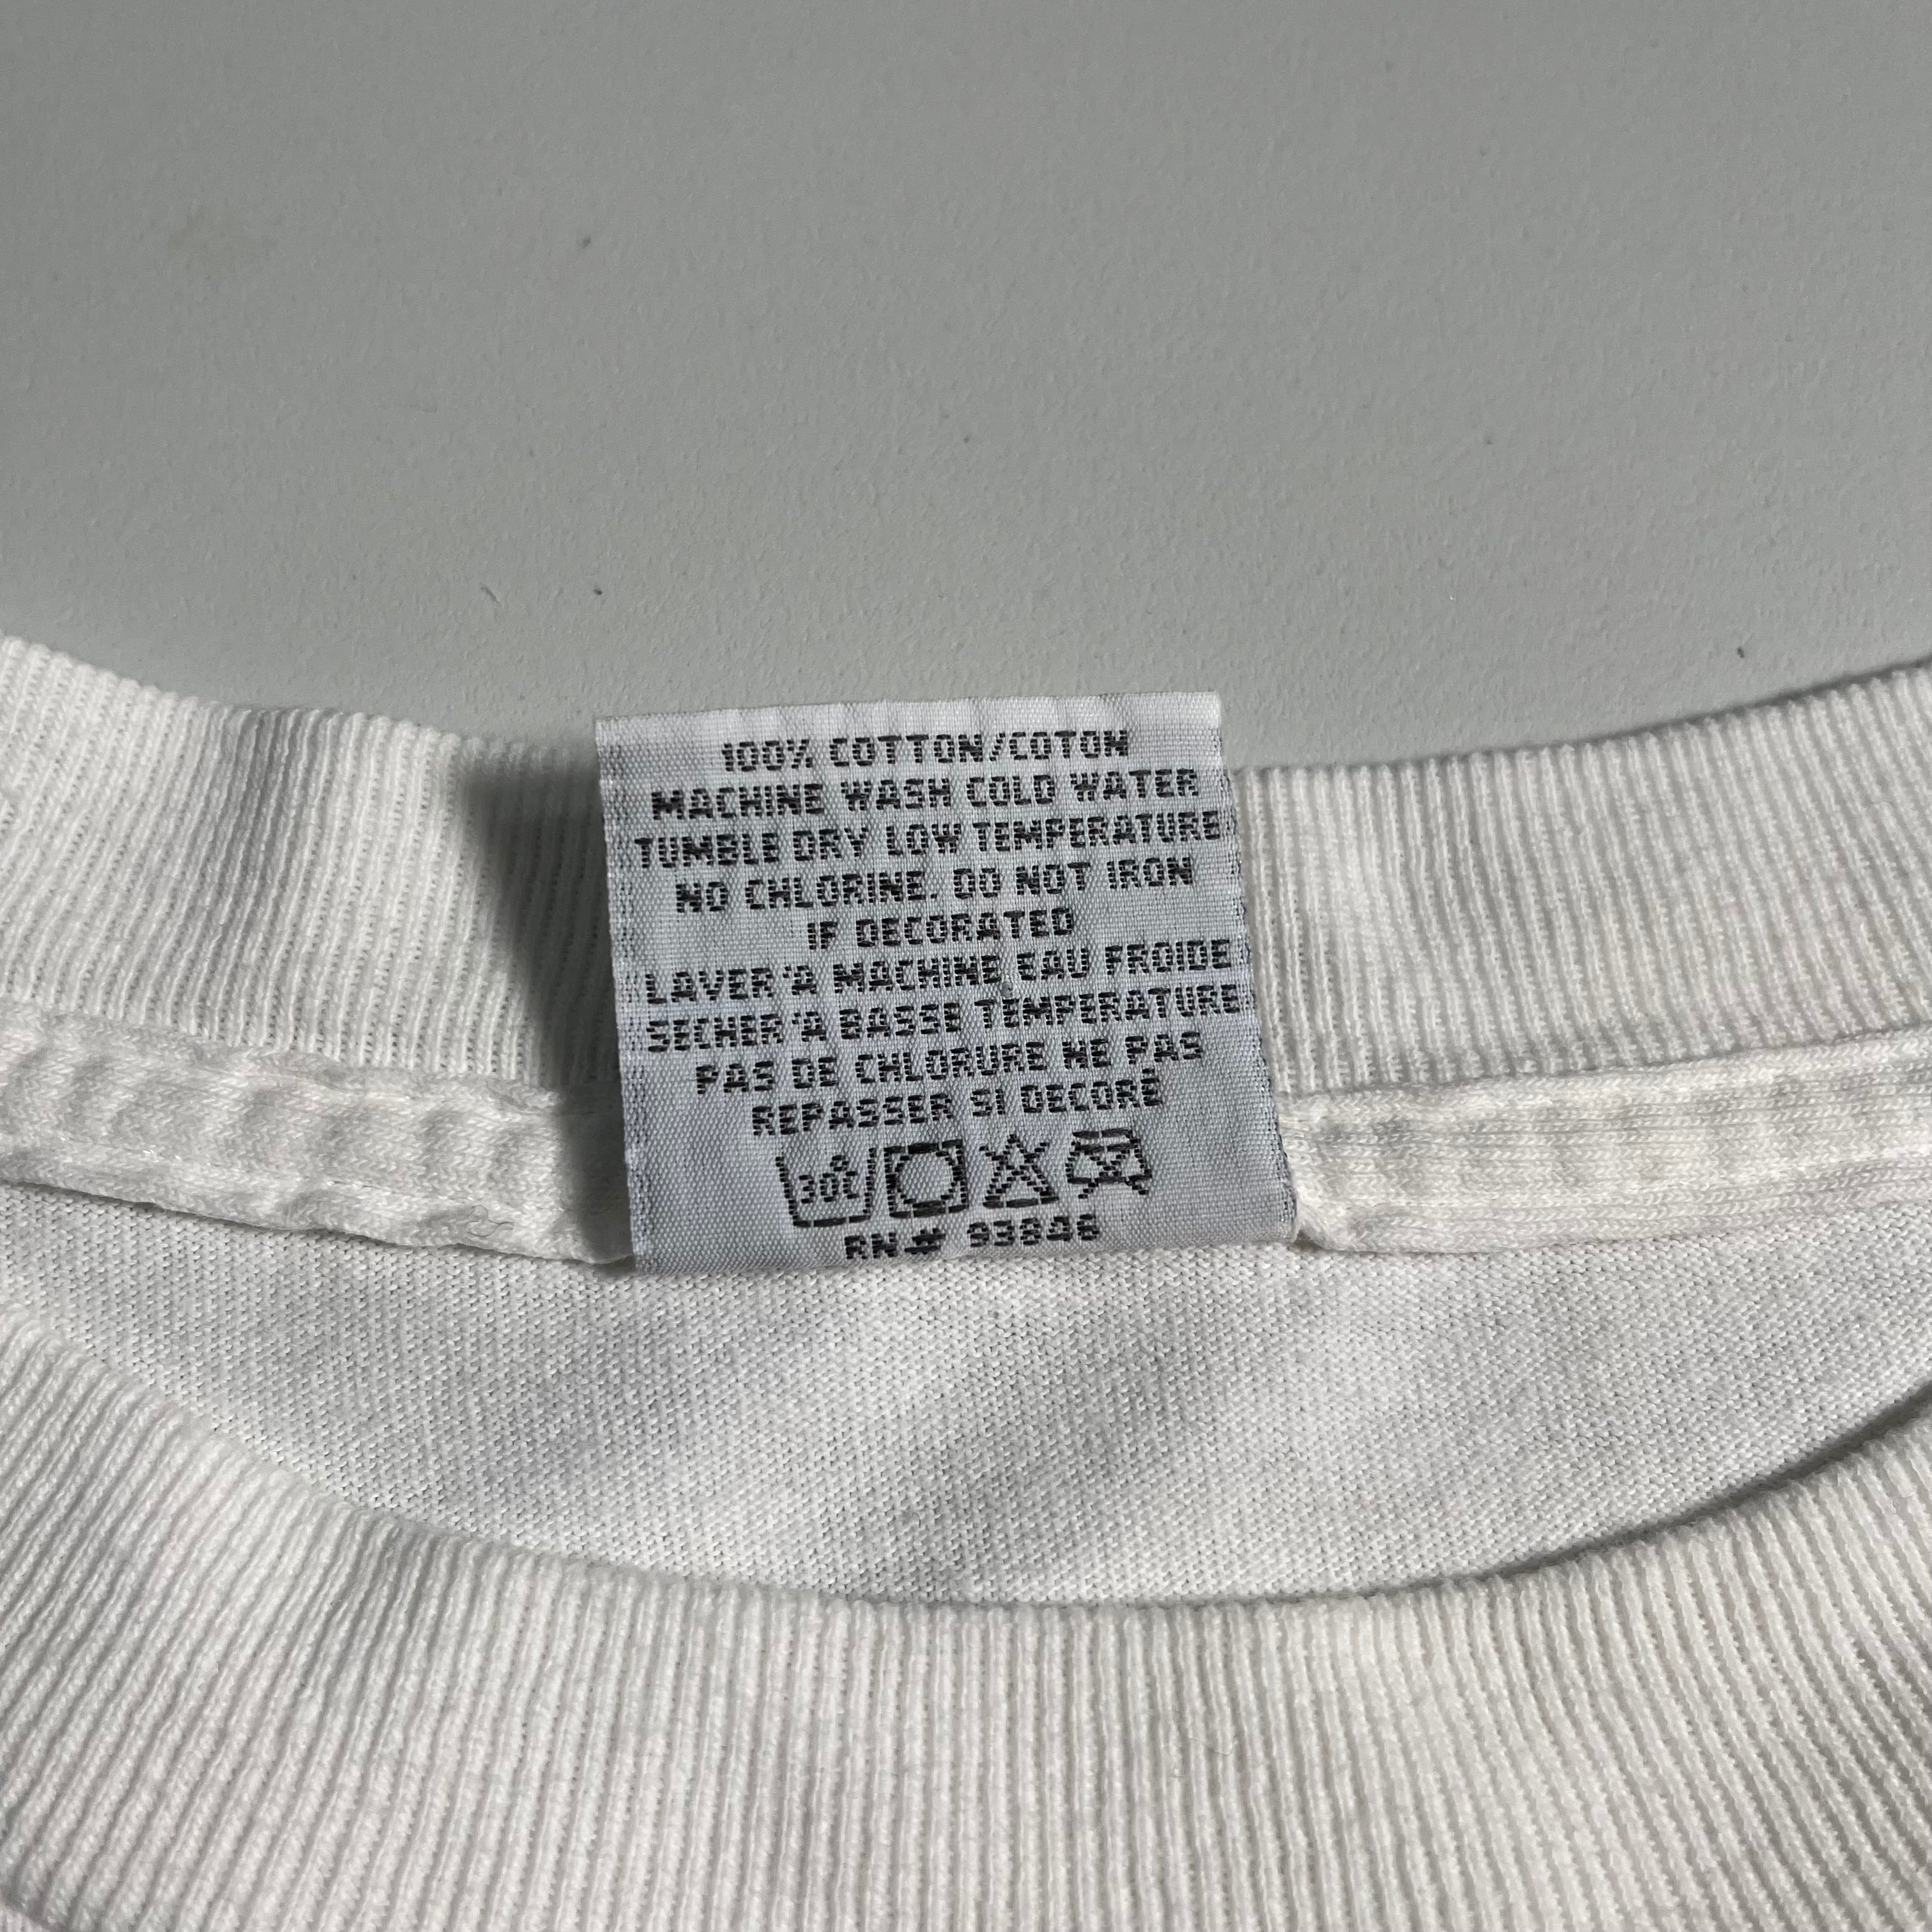 100% COTTON/COTON
MACHINE WASH COLD WATER
TUMBLE DRY LOW TEMPERATURE
NO CHLORINE. DO NOT IRON
IF DECORATED
LAVER'A MACHINE EAU FROIDE
SECHER'A BASSE TEMPERATURE
PAS DE CHLORURE NE PAS
REPASSER SI DECORÉ
30°C
RN# 93846